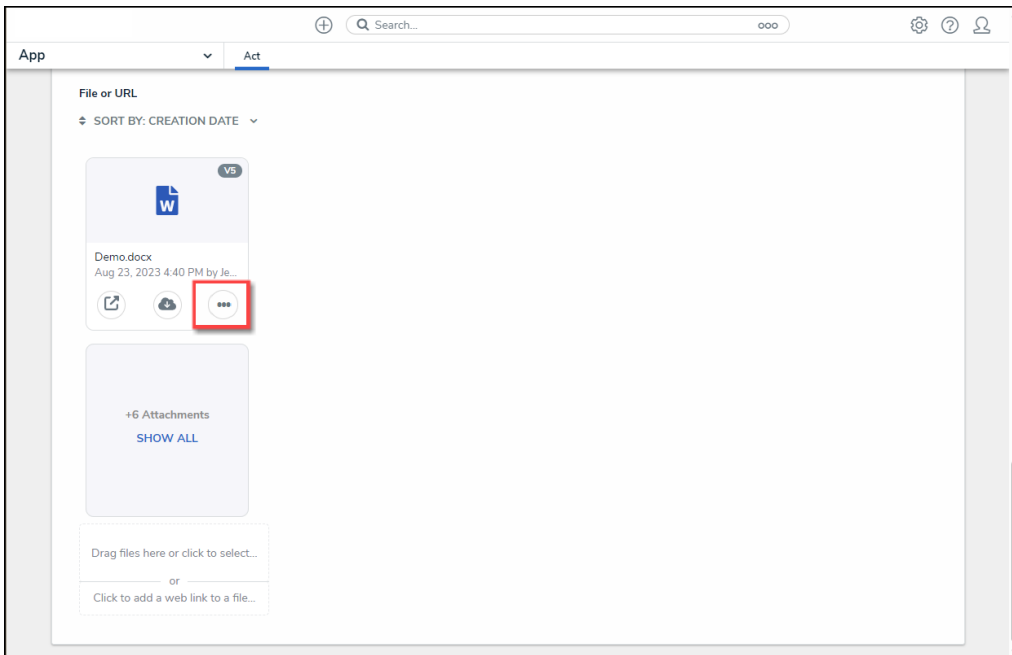 Search...
App
Act
File or URL
SORT BY: CREATION DATE
V5
W
Demo.docx
Aug 23, 2023 4:40 PM by Je...
+6 Attachments
SHOW ALL
Drag files here or click to select...
or
Click to add a web link to a file...